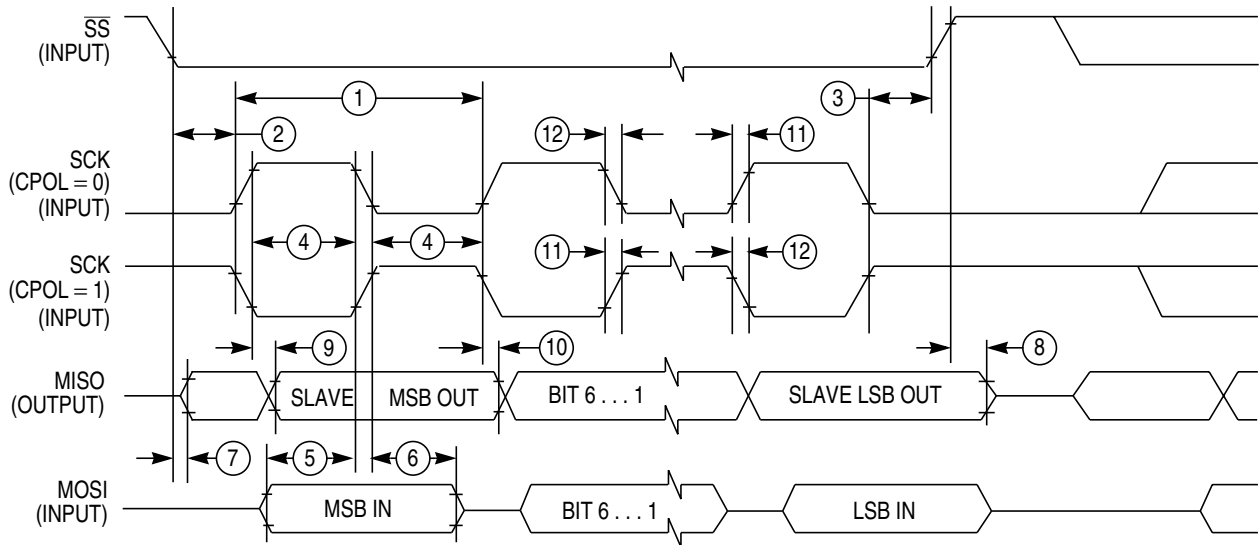 SS
(INPUT)
1
3
2
12
11
SCK
(CPOL = 0)
(INPUT)
4
4
11
12
SCK
(CPOL = 1)
(INPUT)
9
10
8
MISO
(OUTPUT)
SLAVE
MSB OUT
BIT 6 . . . 1
SLAVE LSB OUT
7
5
6
MOSI
(INPUT)
MSB IN
BIT 6 . . . 1
LSB IN